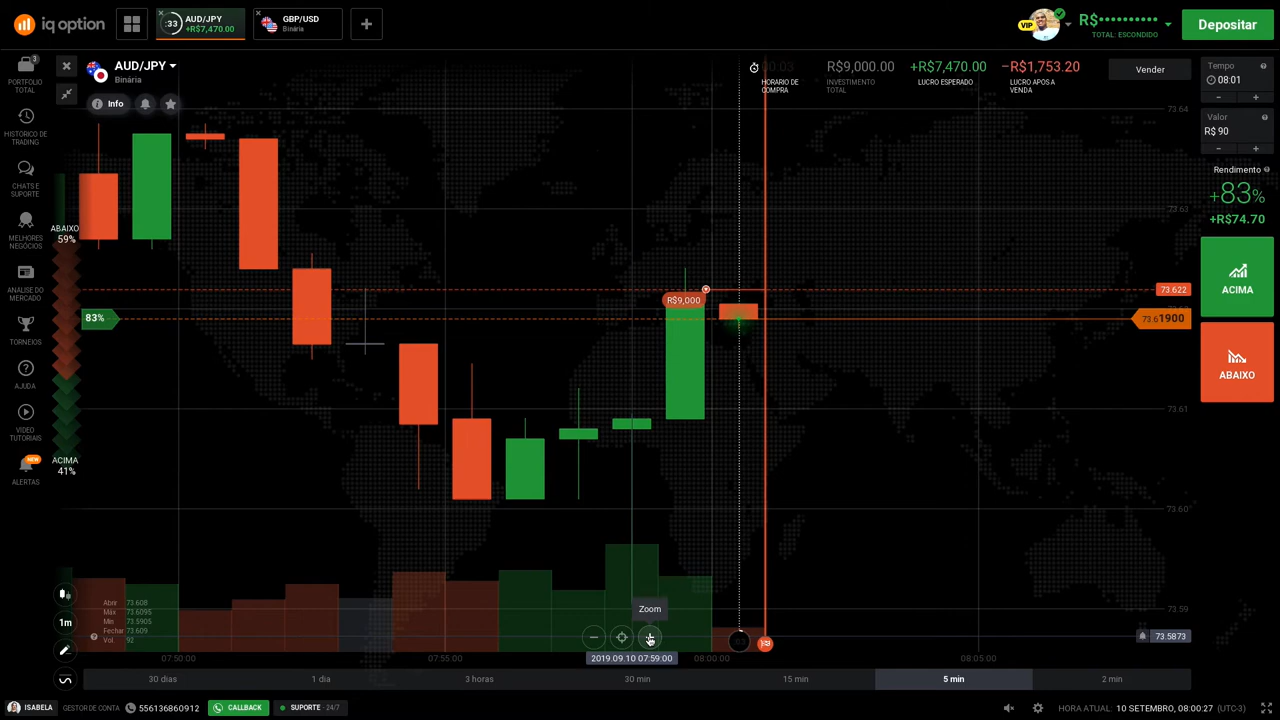 iq option
:33
AUD/JPY
+R$7,470.00
GBP/USD
Binária
VIP
R$••••••••••
TOTAL: ESCONDIDO
Depositar
3
PORTFOLIO
TOTAL
HISTÓRICO DE
TRADING
CHATS E
SUPORTE
MELHORES
NEGÓCIOS
ANÁLISE DO
MERCADO
TORNEIOS
AJUDA
VÍDEO
TUTORIAIS
NEW
ALERTAS
AUD/JPY
Binária
Info
HORÁRIO DE
COMPRA
R$9,000.00
INVESTIMENTO
TOTAL
+R$7,470.00
LUCRO ESPERADO
−R$1,753.20
LUCRO APÓS A
VENDA
Vender
Tempo
08:01
Valor
R$ 90
Rendimento
+83%
+R$74.70
ACIMA
ABAIXO
ABAIXO
59%
83%
ACIMA
41%
R$9,000
73.64
73.63
73.622
73.61900
73.61
73.60
73.59
73.5873
Abrir 73.608
Máx 73.6095
Mín 73.5905
Fechar 73.609
Vol. 92
1m
Zoom
2019.09.10 07:59:00
07:50:00
07:55:00
08:00:00
08:05:00
30 dias
1 dia
3 horas
30 min
15 min
5 min
2 min
ISABELA
GESTOR DE CONTA
556136860912
CALLBACK
SUPORTE - 24/7
HORA ATUAL: 10 SETEMBRO, 08:00:27 (UTC-3)